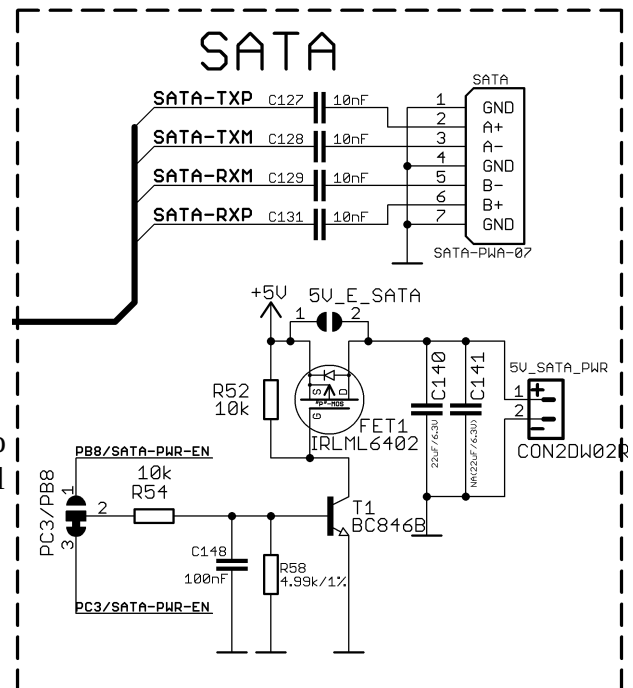 SATA
SATA
SATA-TXP C127 10nF 1 GND
2 A+
SATA-TXM C128 10nF 3 A-
4 GND
SATA-RXM C129 10nF 5 B-
6 B+
SATA-RXP C131 10nF 7 GND
SATA-PWA-07
+5V 5V_E_SATA
1 2
C140
C141
5V_SATA_PWR
R52
10k
S D
"P"-MOS
G
FET1
IRLML6402
22uF/6.3V
NA(22uF/6.3V)
1 +
2 -
CON2DW02R
PB8/SATA-PWR-EN
PC3/PB8
1
2
3
10k
R54
T1
BC846B
C148
100nF
R58
4.99k/1%
PC3/SATA-PWR-EN